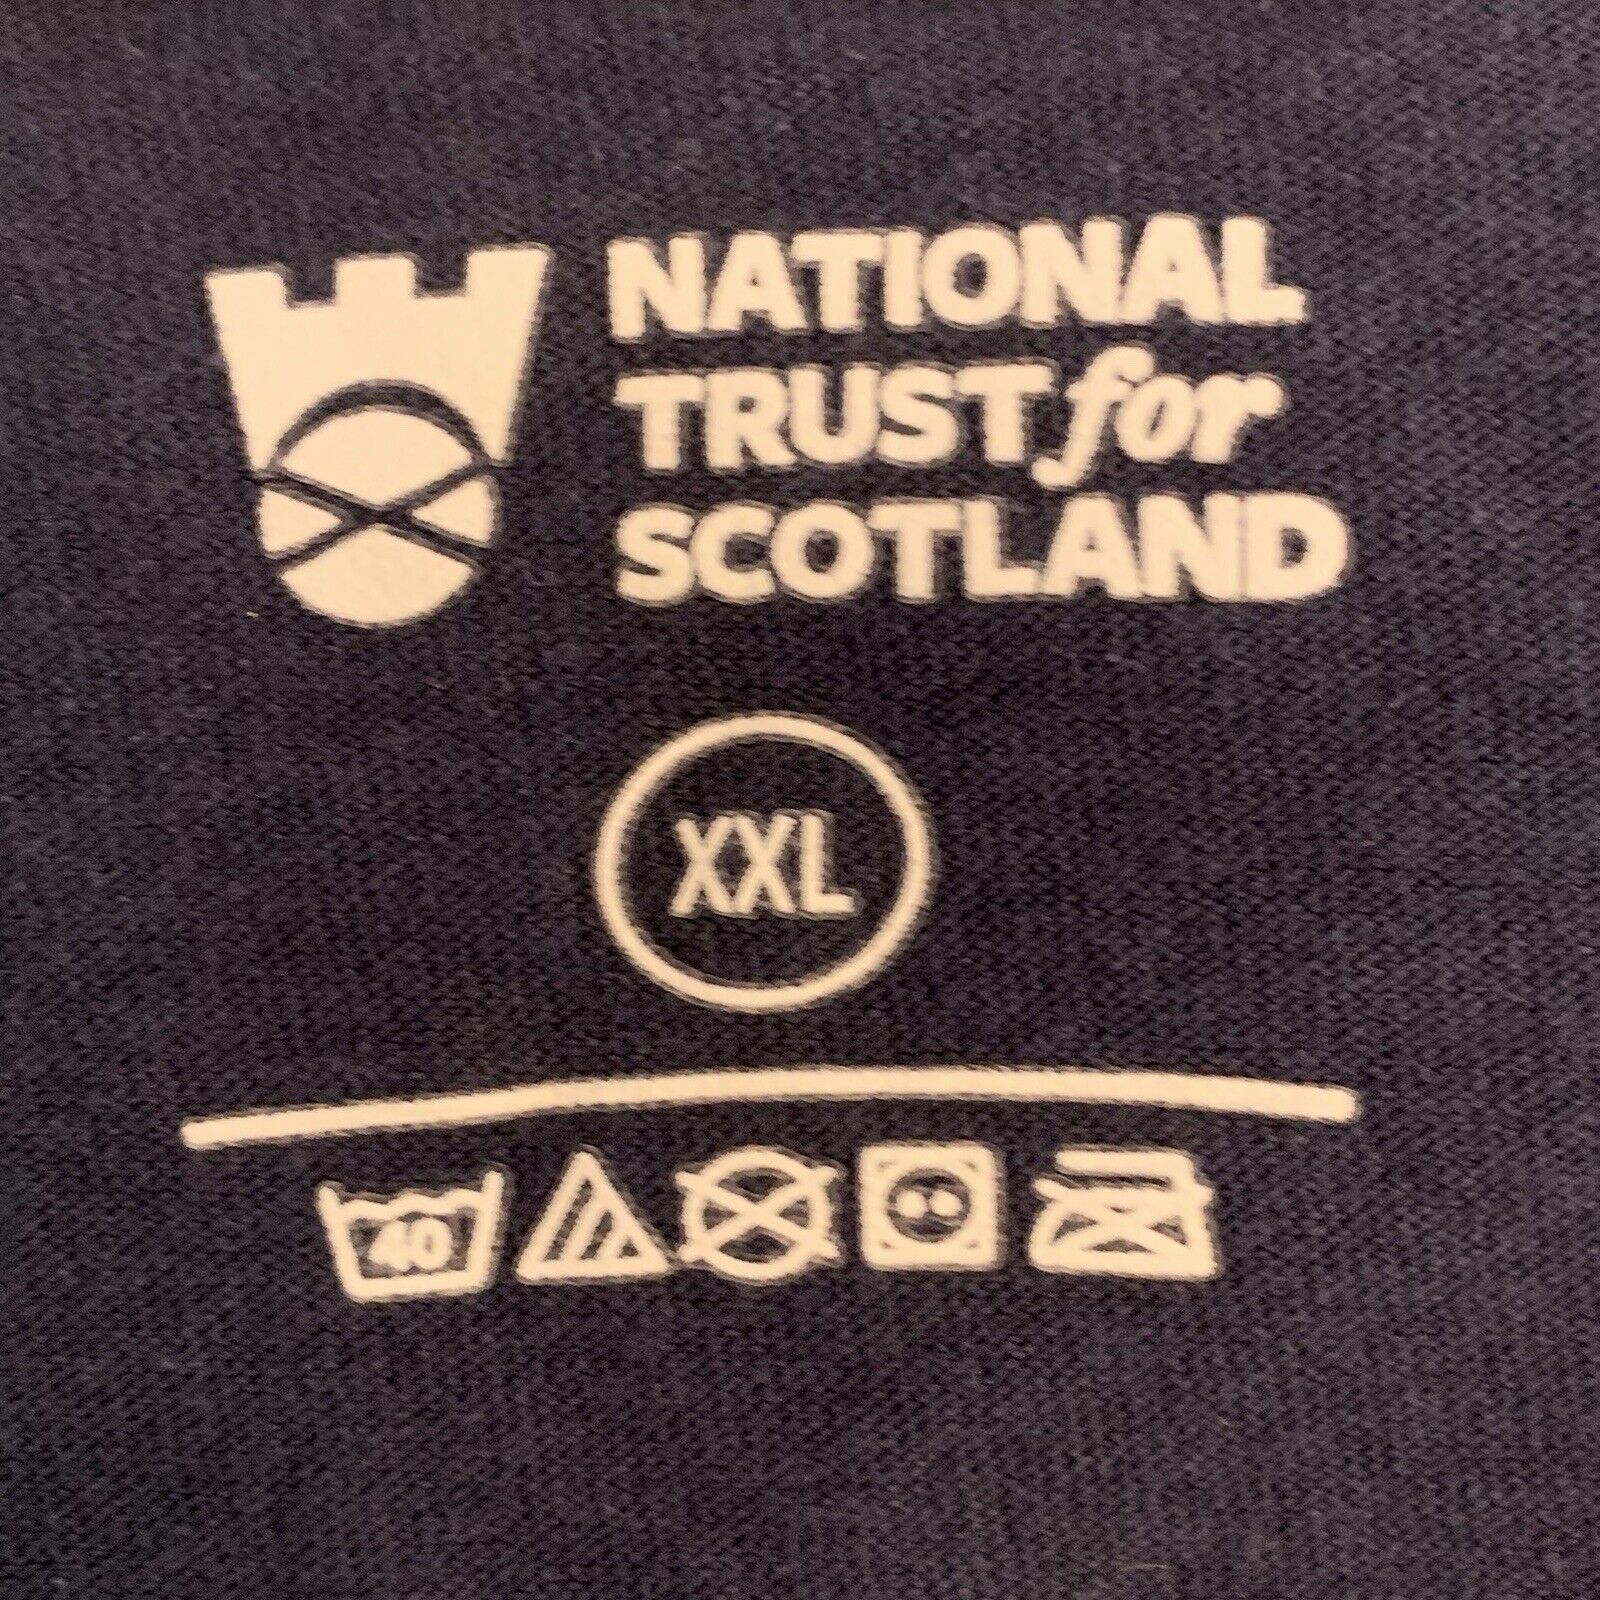 NATIONAL
TRUST for
SCOTLAND
XXL
40